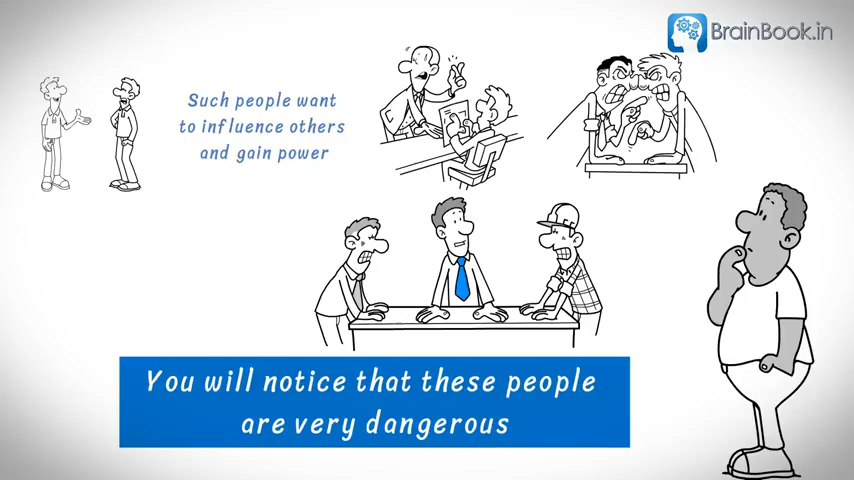 BrainBook.in
Such people want
to influence others
and gain power
You will notice that these people
are very dangerous